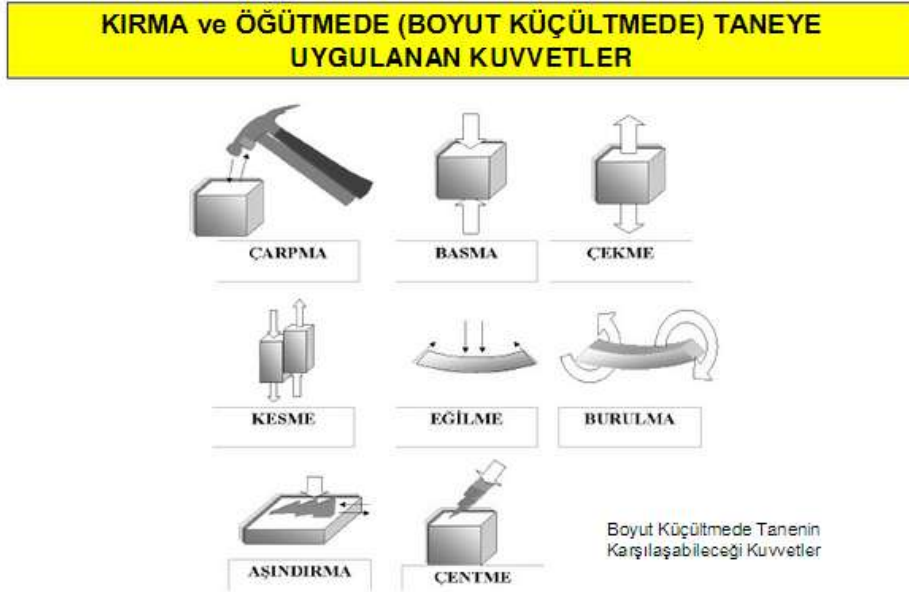 KIRMA ve ÖĞÜTMEDE (BOYUT KÜÇÜLTMEDE) TANEYE
UYGULANAN KUVVETLER
ÇARPMA
BASMA
ÇEKME
KESME
EĞİLME
BURULMA
AŞINDIRMA
ÇENTME
Boyut Küçültmede Tanenin
Karşılaşabileceği Kuvvetler